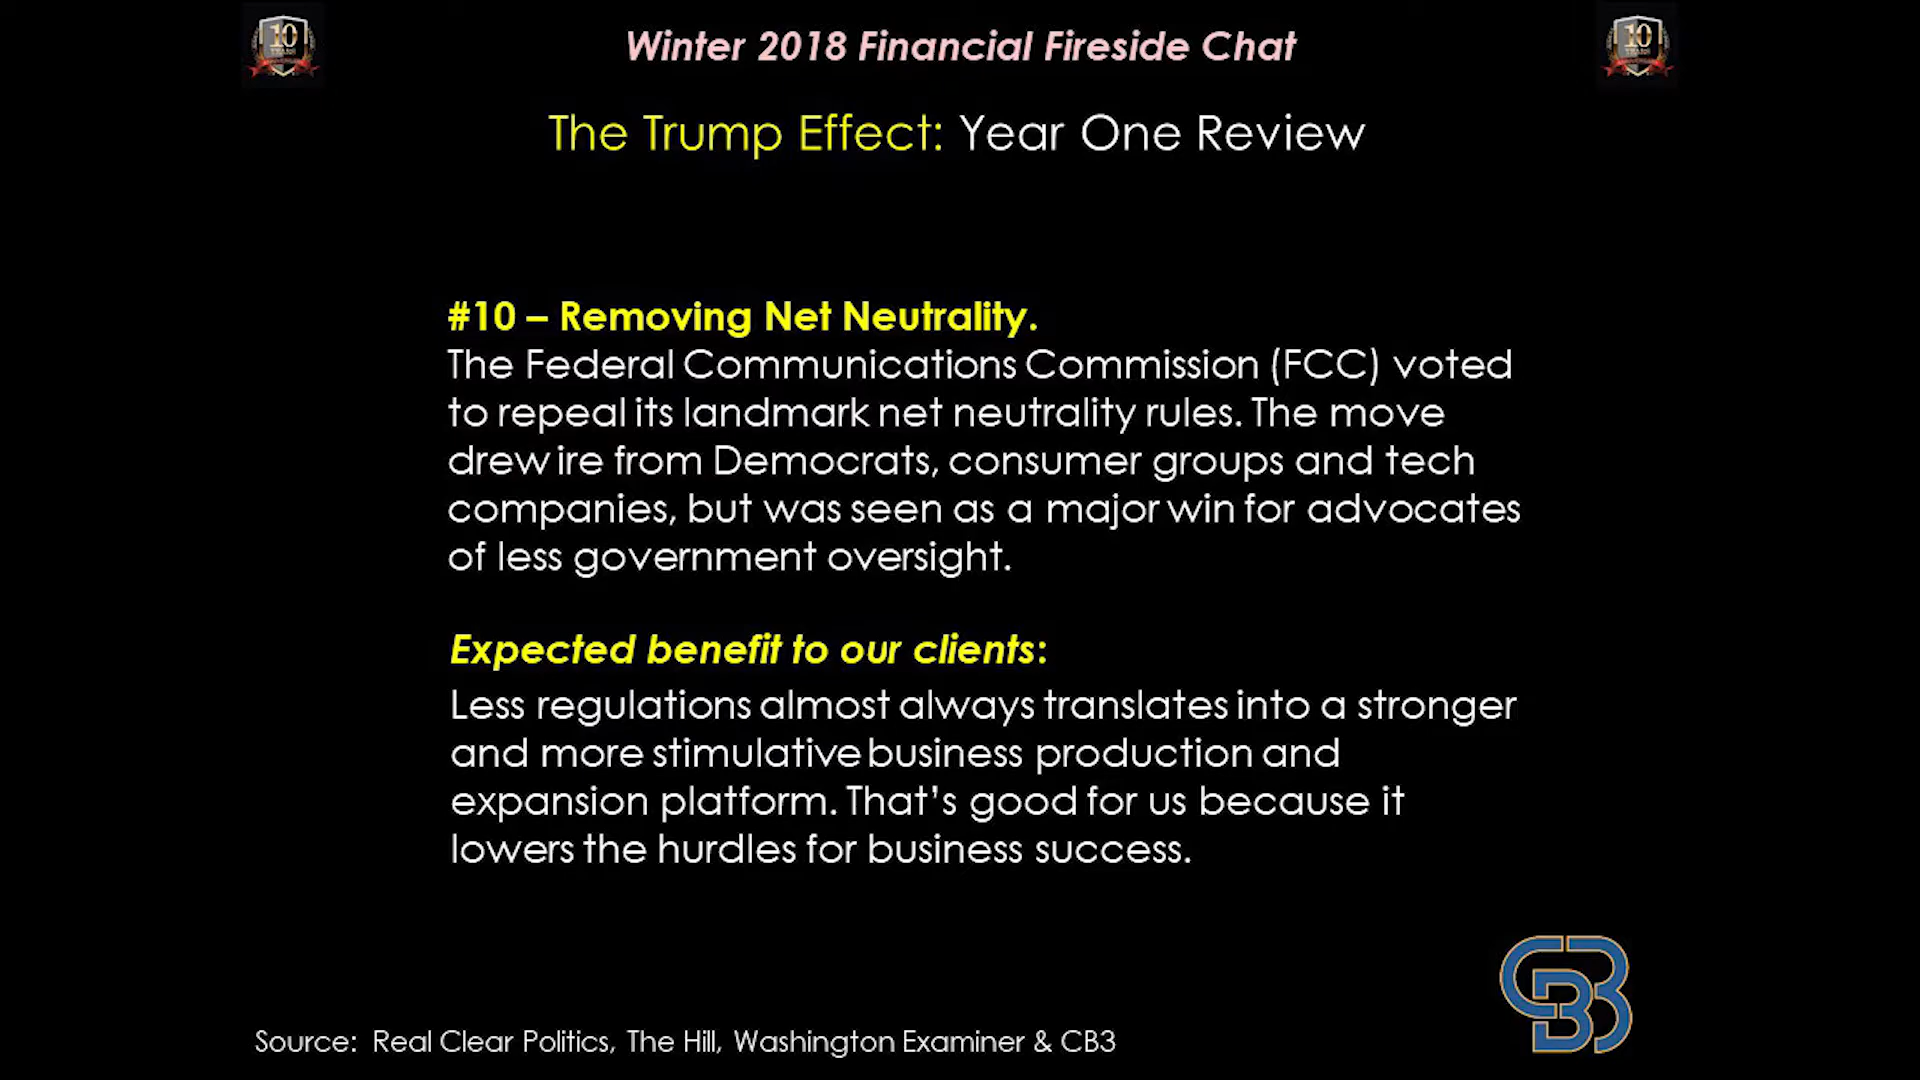 10
Winter 2018 Financial Fireside Chat
10
The Trump Effect: Year One Review
#10 – Removing Net Neutrality.
The Federal Communications Commission (FCC) voted
to repeal its landmark net neutrality rules. The move
drew ire from Democrats, consumer groups and tech
companies, but was seen as a major win for advocates
of less government oversight.
Expected benefit to our clients:
Less regulations almost always translates into a stronger
and more stimulative business production and
expansion platform. That’s good for us because it
lowers the hurdles for business success.
CB3
Source: Real Clear Politics, The Hill, Washington Examiner & CB3